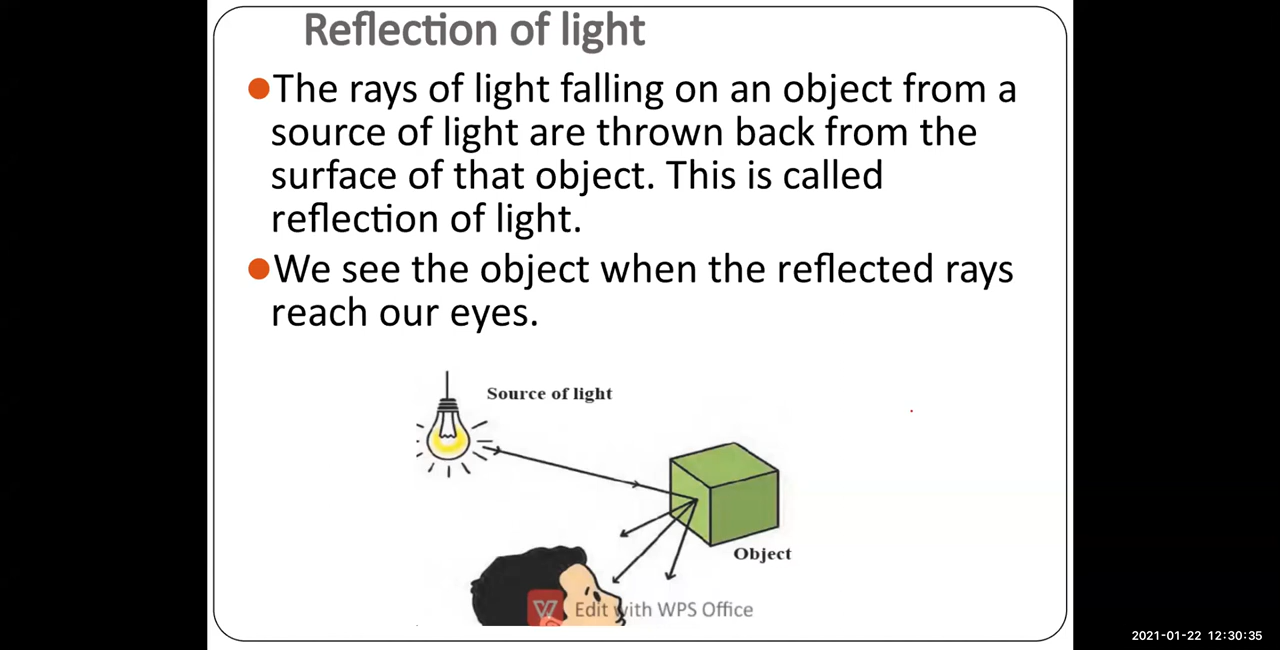 Reflection of light
●The rays of light falling on an object from a
source of light are thrown back from the
surface of that object. This is called
reflection of light.
●We see the object when the reflected rays
reach our eyes.
Source of light
Object
Edit with WPS Office
2021-01-22 12:30:35